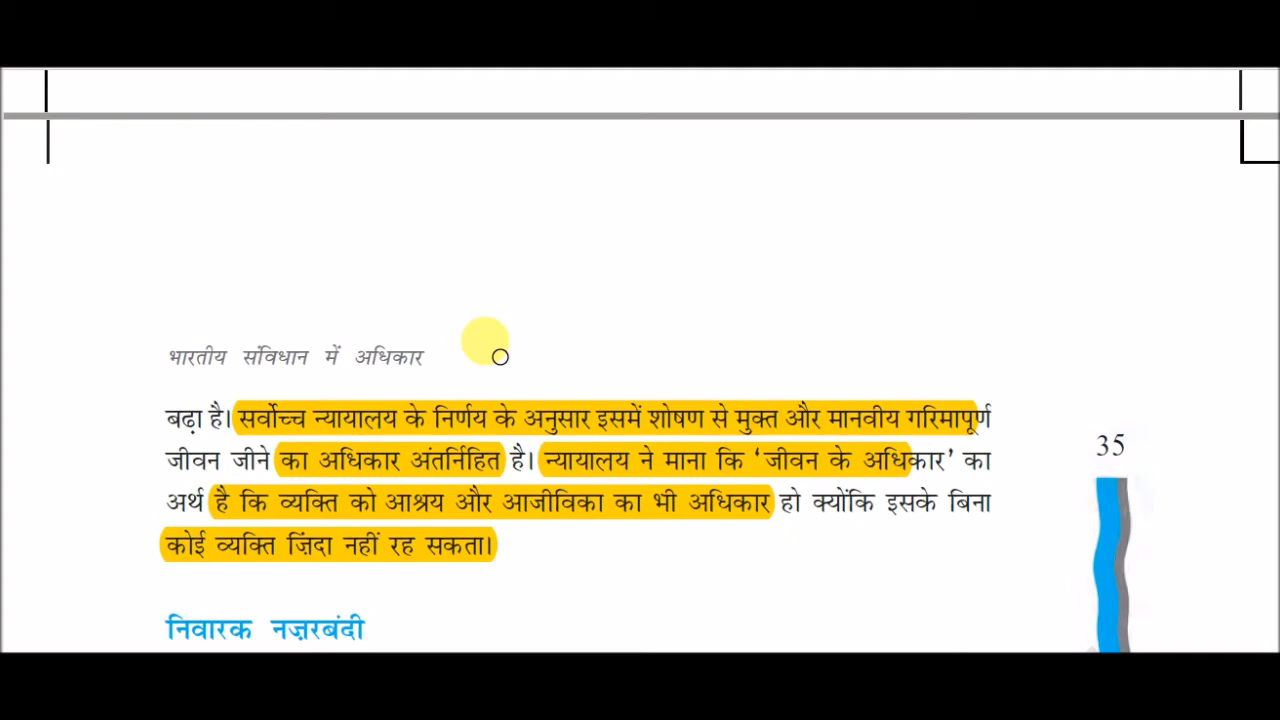 भारतीय संविधान में अधिकार
बढ़ा है। सर्वोच्च न्यायालय के निर्णय के अनुसार इसमें शोषण से मुक्त और मानवीय गरिमापूर्ण
जीवन जीने का अधिकार अंतर्निहित है। न्यायालय ने माना कि ‘जीवन के अधिकार’ का
अर्थ है कि व्यक्ति को आश्रय और आजीविका का भी अधिकार हो क्योंकि इसके बिना
कोई व्यक्ति ज़िंदा नहीं रह सकता।
35
निवारक नज़रबंदी